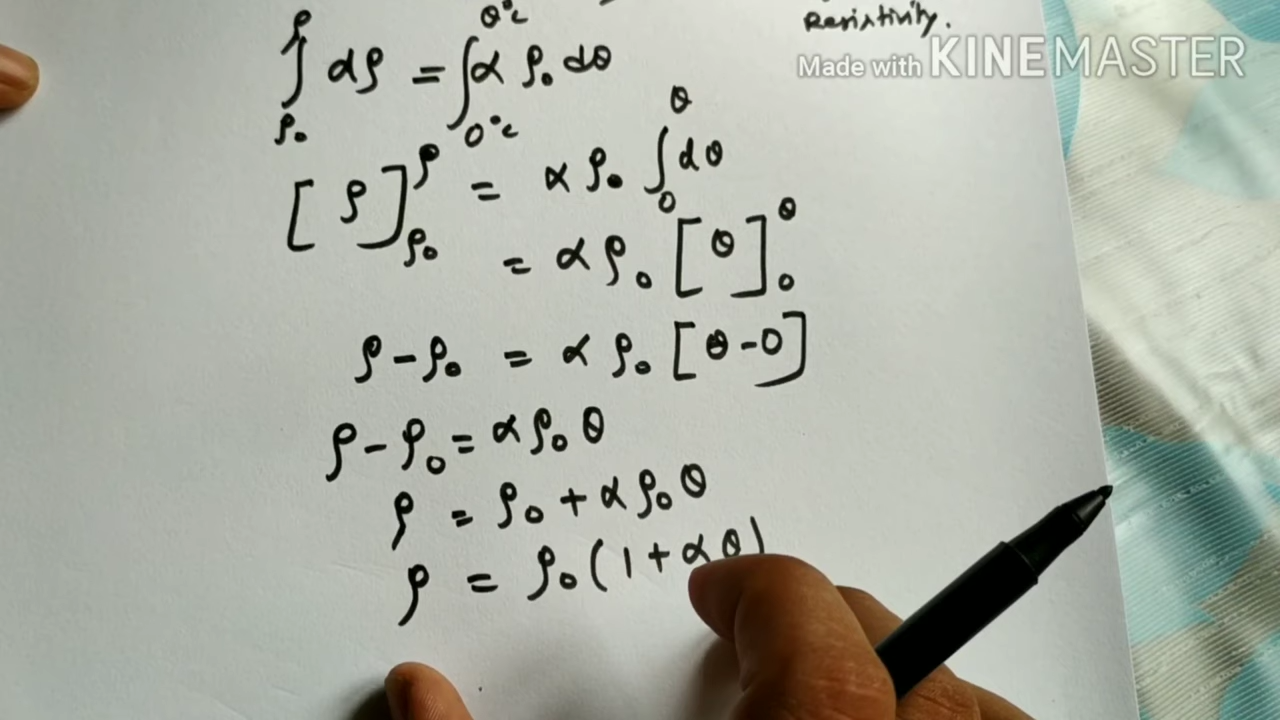 Resistivity.
Made with KINEMASTER
∫_{ρ₀}^{ρ} dρ = ∫_{0°c}^{θ°c} α ρ₀ dθ
[ρ]_{ρ₀}^{ρ} = α ρ₀ ∫_{0}^{θ} dθ
= α ρ₀ [θ]_{0}^{θ}
ρ - ρ₀ = α ρ₀ [θ - 0]
ρ - ρ₀ = α ρ₀ θ
ρ = ρ₀ + α ρ₀ θ
ρ = ρ₀ (1 + α θ)